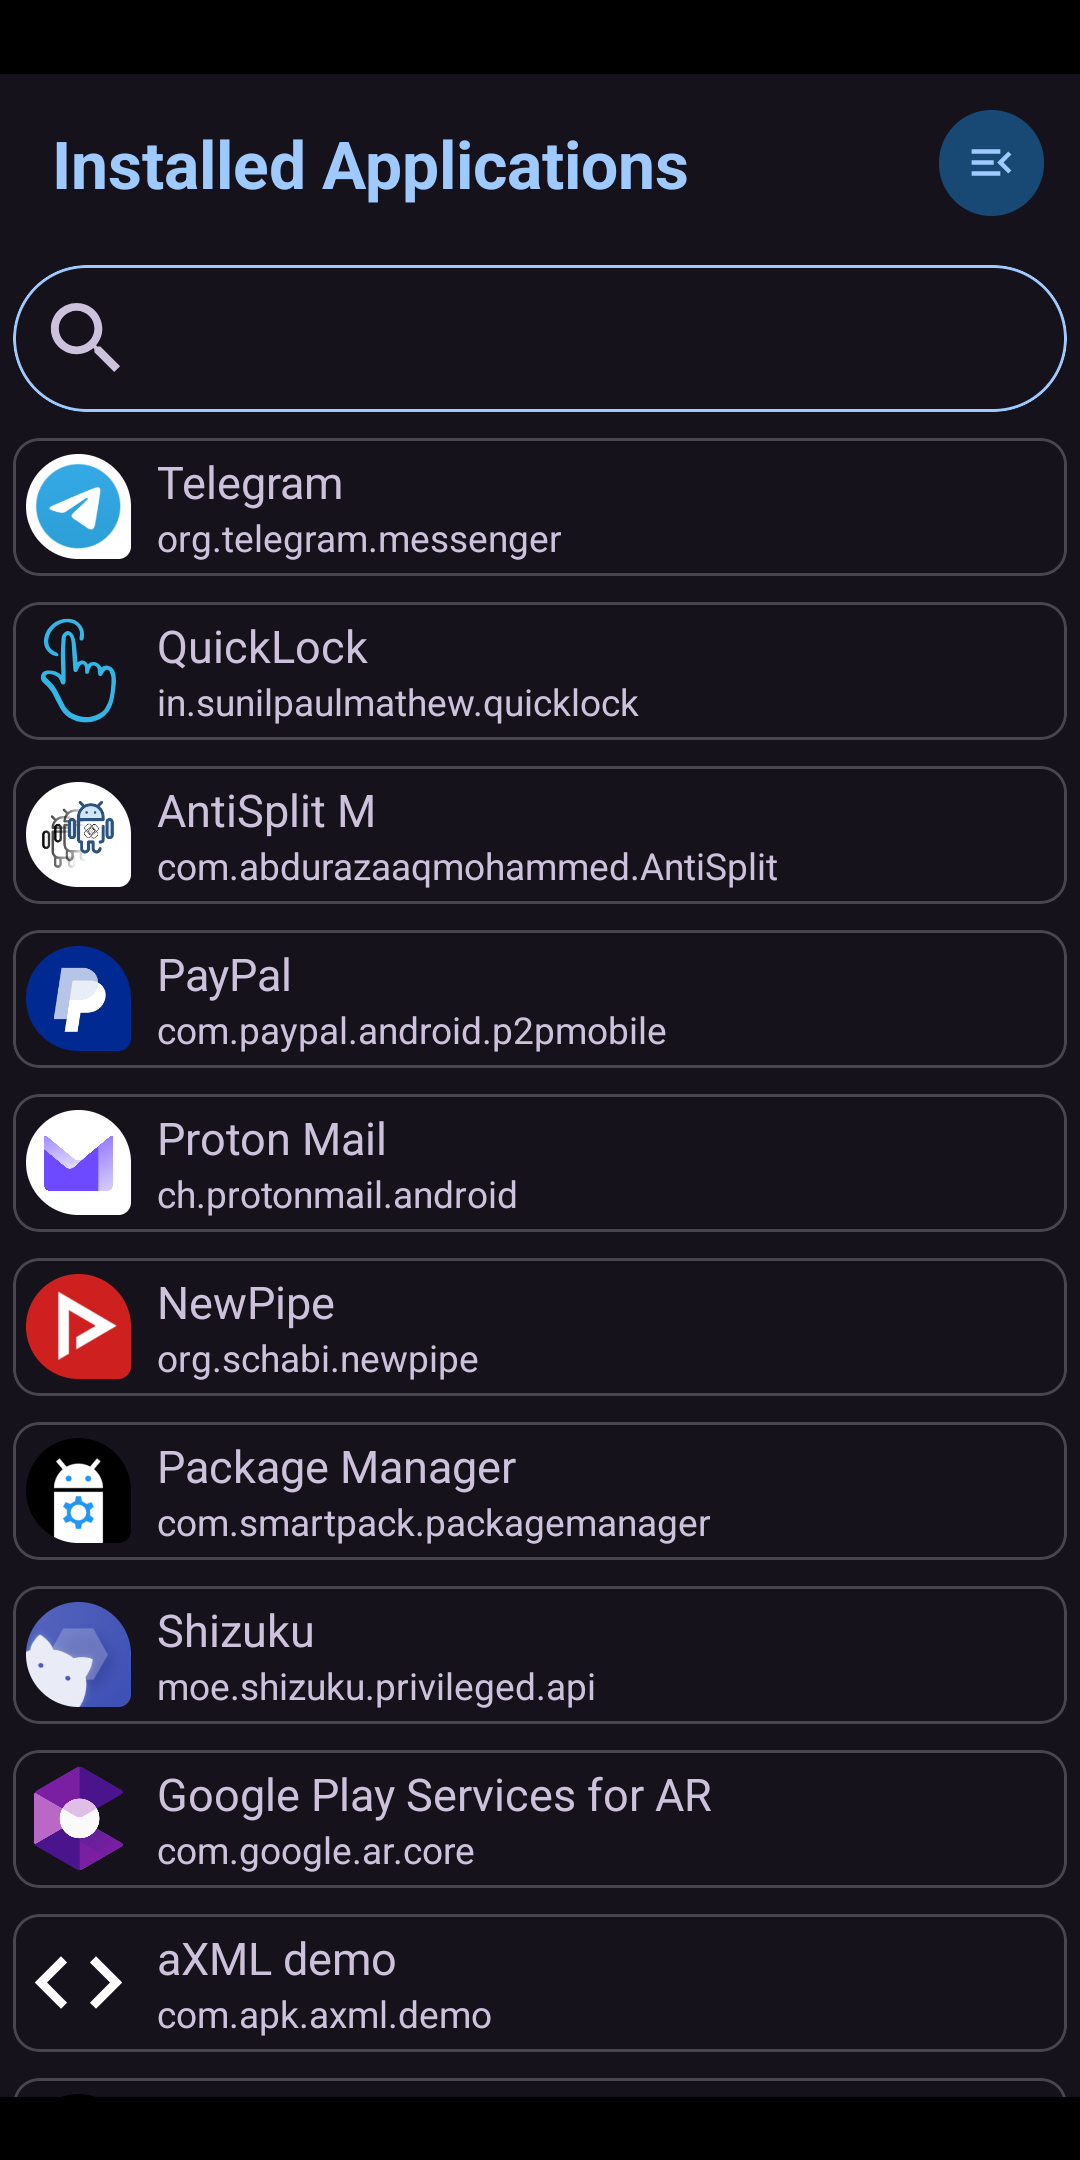 Installed Applications
Telegram
org.telegram.messenger
QuickLock
in.sunilpaulmathew.quicklock
AntiSplit M
com.abdurazaaqmohammed.AntiSplit
PayPal
com.paypal.android.p2pmobile
Proton Mail
ch.protonmail.android
NewPipe
org.schabi.newpipe
Package Manager
com.smartpack.packagemanager
Shizuku
moe.shizuku.privileged.api
Google Play Services for AR
com.google.ar.core
aXML demo
com.apk.axml.demo